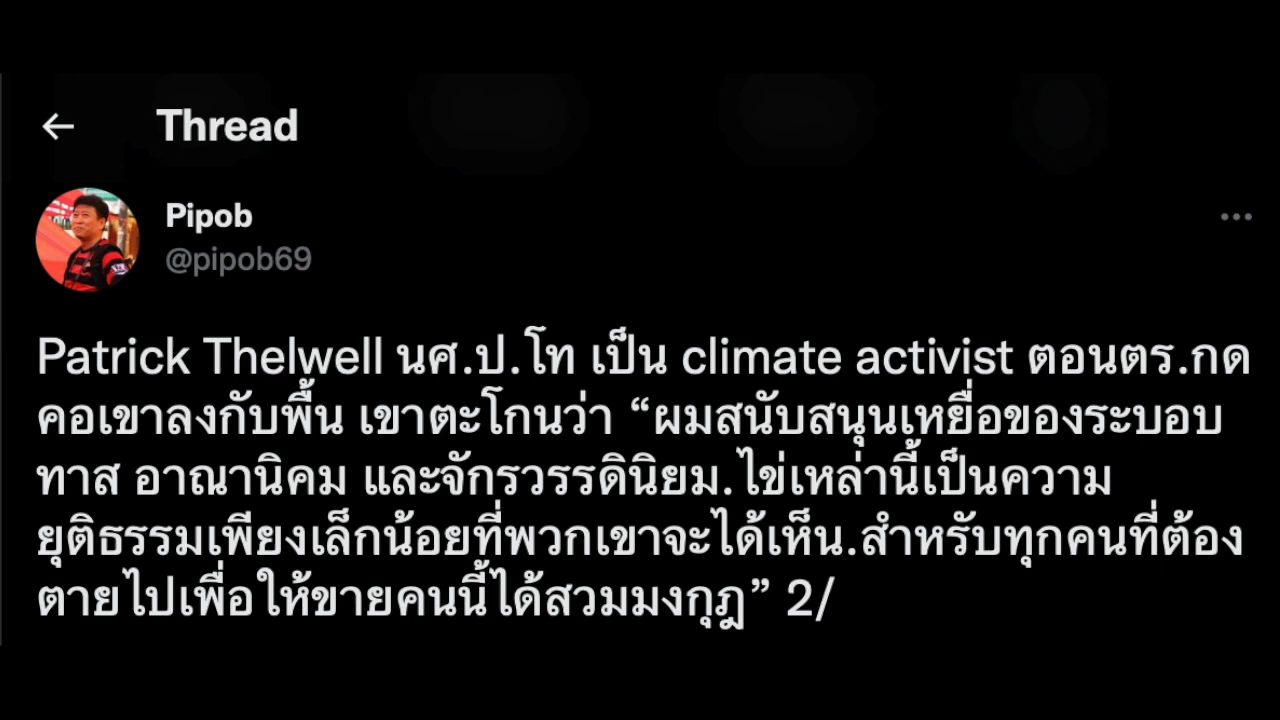 Thread
Pipob
@pipob69
Patrick Thelwell นศ.ป.โท เป็น climate activist ตอนตร.กด
คอเขาลงกับพื้น เขาตะโกนว่า “ผมสนับสนุนเหยื่อของระบอบ
ทาส อาณานิคม และจักรวรรดินิยม.ไข่เหล่านี้เป็นความ
ยุติธรรมเพียงเล็กน้อยที่พวกเขาจะได้เห็น.สำหรับทุกคนที่ต้อง
ตายไปเพื่อให้ขายคนนี้ได้สวมมงกุฎ” 2/